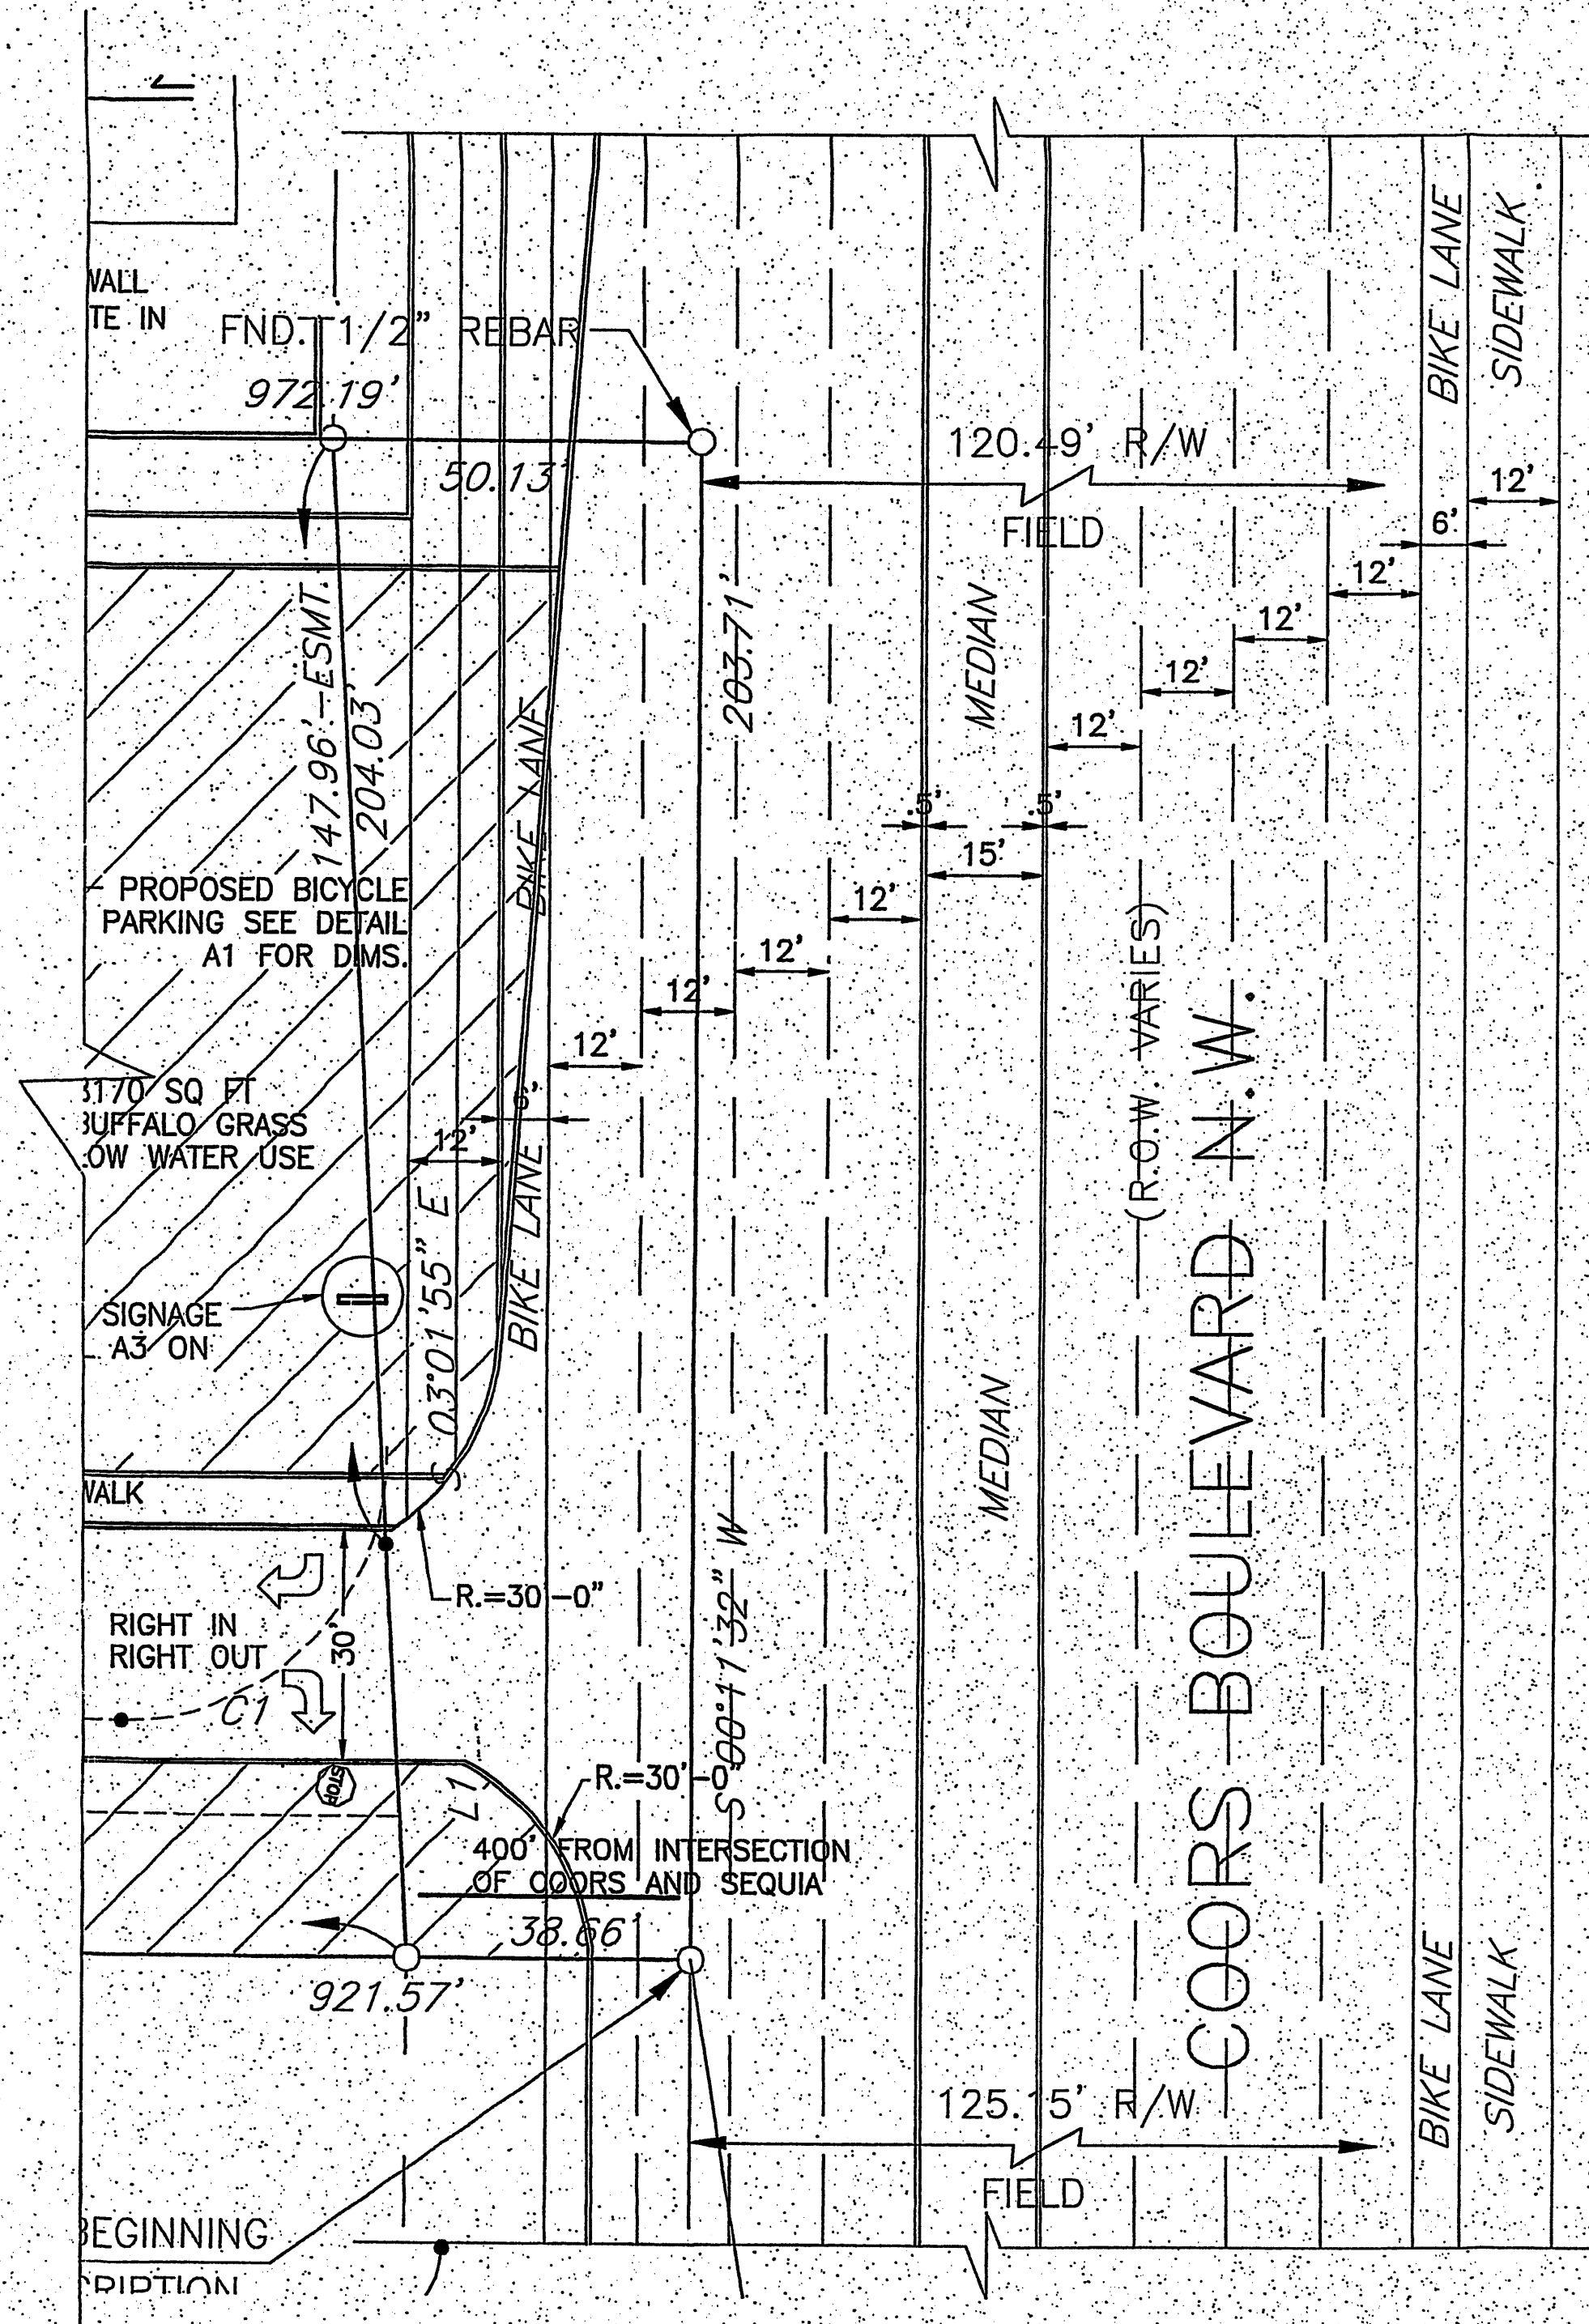 WALL
TE IN
FND. 1/2" REBAR
972.19'
50.13'
120.49' R/W
FIELD
BIKE LANE
SIDEWALK
12'
6'
12'
12'
12'
12'
147.96'-ESMT.
204.03'
203.71'
MEDIAN
BIKE LANE
.5'
.5'
15'
12'
12'
12'
12'
6'
12'
PROPOSED BICYCLE
PARKING SEE DETAIL
A1 FOR DIMS.
3170 SQ FT
BUFFALO GRASS
LOW WATER USE
(R.O.W. VARIES)
COORS BOULEVARD N.W.
SIGNAGE
A3 ON
S 03°01'55" E
BIKE LANE
MEDIAN
WALK
R.=30'-0"
RIGHT IN
RIGHT OUT
30'
C1
S 00°11'32" W
STOP
L1
R.=30'-0"
400' FROM INTERSECTION
OF COORS AND SEQUIA
38.66'
921.57'
125.15' R/W
FIELD
BIKE LANE
SIDEWALK
BEGINNING
CRIPTION